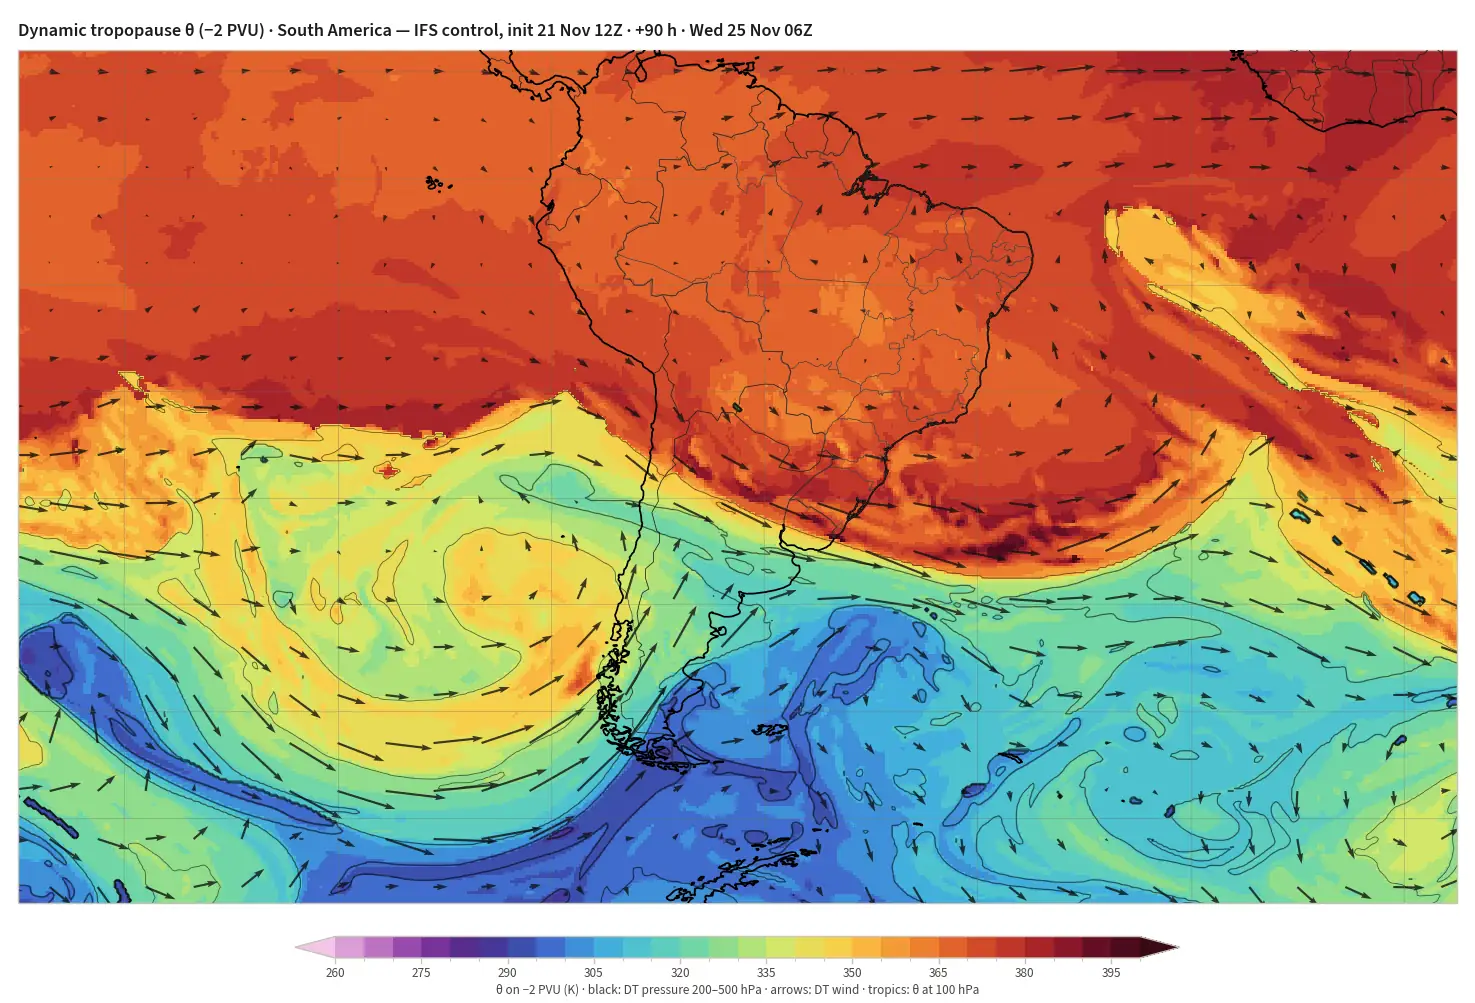 Dynamic tropopause θ (−2 PVU) · South America — IFS control, init 21 Nov 12Z · +90 h · Wed 25 Nov 06Z
260 275 290 305 320 335 350 365 380 395
θ on −2 PVU (K) · black: DT pressure 200–500 hPa · arrows: DT wind · tropics: θ at 100 hPa